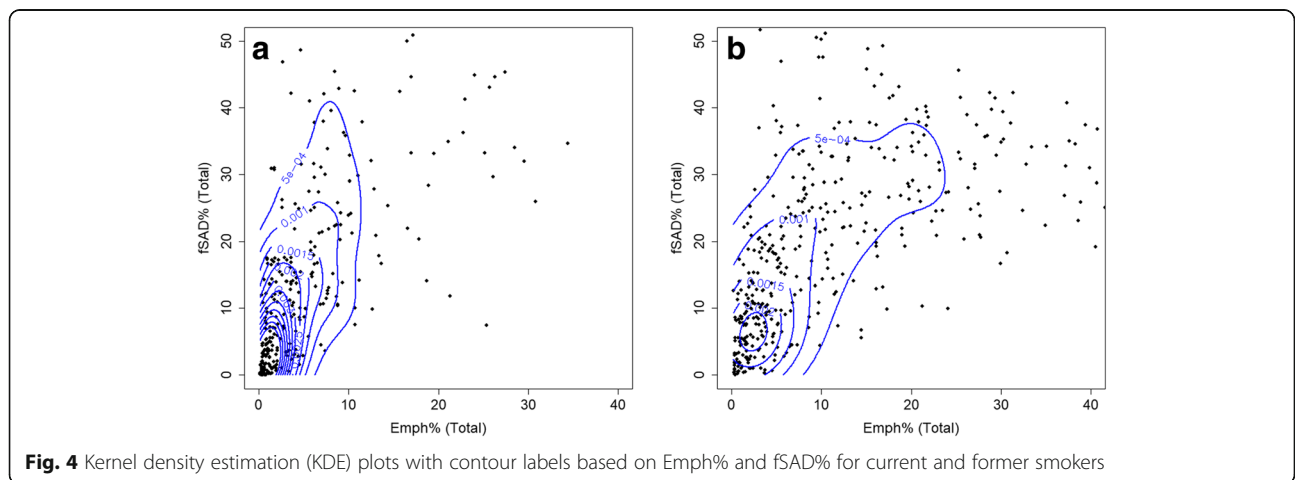 a
50
40
30
20
10
0
fSAD% (Total)
5e−04
0.001
0.0015
0 10 20 30 40
Emph% (Total)
b
50
40
30
20
10
0
fSAD% (Total)
5e−04
0.001
0.0015
0 10 20 30 40
Emph% (Total)
Fig. 4 Kernel density estimation (KDE) plots with contour labels based on Emph% and fSAD% for current and former smokers